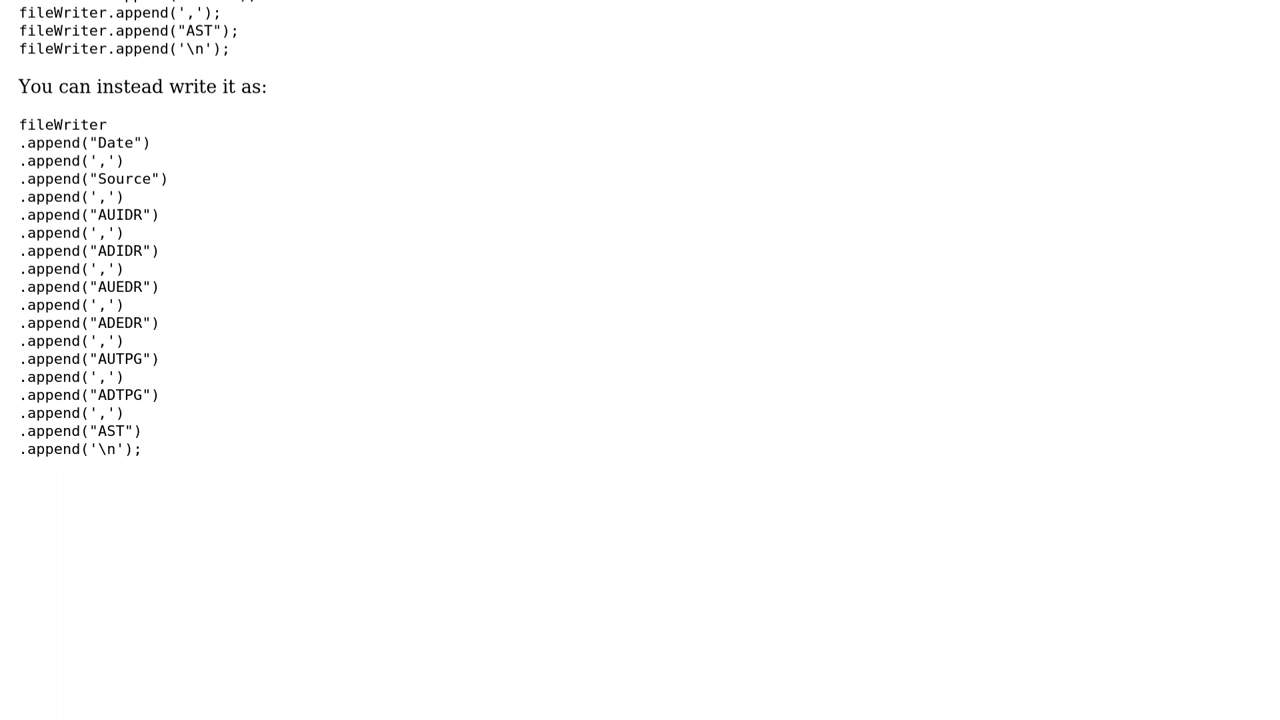 fileWriter.append(',');
fileWriter.append("AST");
fileWriter.append('\n');
You can instead write it as:
fileWriter
.append("Date")
.append(',')
.append("Source")
.append(',')
.append("AUIDR")
.append(',')
.append("ADIDR")
.append(',')
.append("AUEDR")
.append(',')
.append("ADEDR")
.append(',')
.append("AUTPG")
.append(',')
.append("ADTPG")
.append(',')
.append("AST")
.append('\n');